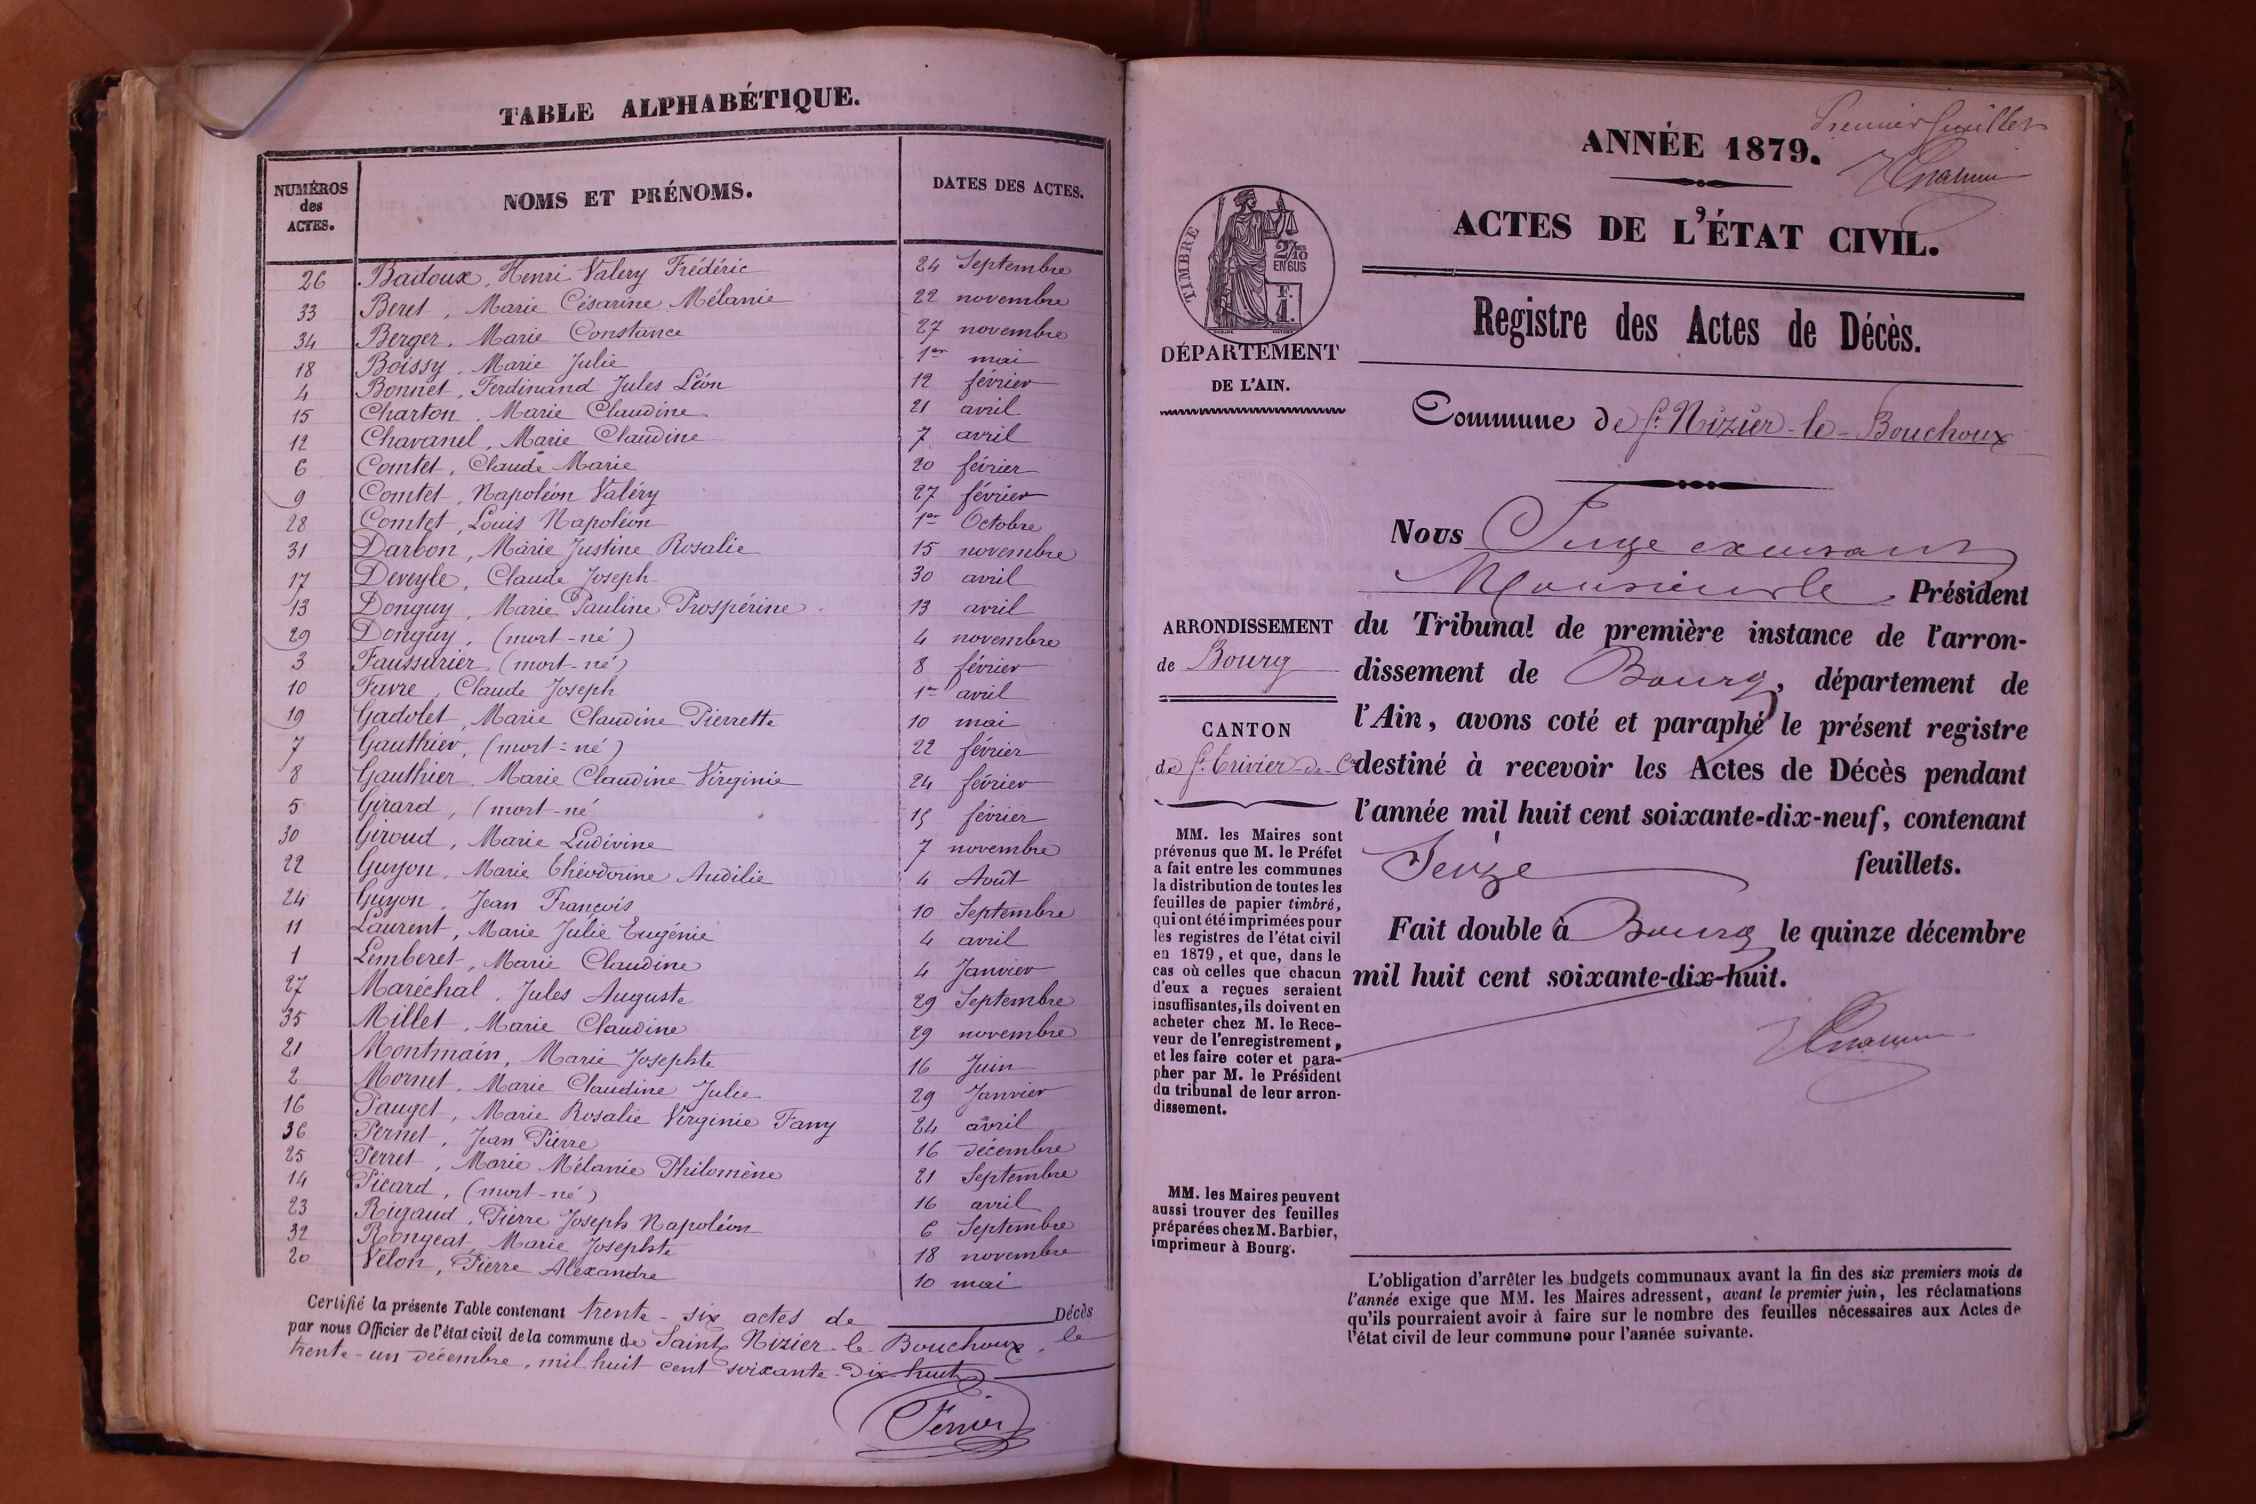 TABLE ALPHABÉTIQUE.
NUMÉROS des ACTES. NOMS ET PRÉNOMS. DATES DES ACTES.
26 Badoux, Henri Valery Frédéric 24 Septembre
33 Beret, Marie Césarine Mélanie 22 novembre
34 Berger, Marie Constance 27 novembre
18 Boissy, Marie Julie 1er mai
4 Bonnet, Ferdinand Jules Léon 12 février
15 Charton, Marie Claudine 21 avril
12 Chavanel, Marie Claudine 7 avril
6 Comtet, Claude Marie 20 février
9 Comtet, Napoléon Valéry 27 février
28 Comtet, Louis Napoléon 1er Octobre
31 Darbon, Marie Justine Rosalie 15 novembre
17 Deveyle, Claude Joseph 30 avril
13 Donguy, Marie Pauline Prospérine 13 avril
29 Donguy, (mort-né) 4 novembre
3 Faussurier (mort-né) 8 février
10 Favre, Claude Joseph 1er avril
19 Gadolet, Marie Claudine Pierrette 10 mai
7 Gauthier, (mort-né) 22 février
8 Gauthier Marie Claudine Virginie 24 février
5 Girard, (mort-né 15 février
30 Giroud, Marie Ludivine 7 novembre
22 Guyon, Marie Théodorine Audilie 4 Août
24 Guyon, Jean François 10 Septembre
11 Laurent, Marie Julie Eugénie 4 avril
1 Lemberet, Marie Claudine 4 Janvier
27 Maréchal, Jules Auguste 29 Septembre
35 Millet, Marie Claudine 29 novembre
21 Montmain, Marie Josephte 16 Juin
2 Mornet, Marie Claudine Julie 29 Janvier
16 Pauget, Marie Rosalie Virginie Fany 24 avril
36 Pernet, Jean Pierre 16 décembre
25 Perret, Marie Mélanie Philomène 21 Septembre
14 Picard, (mort-né) 16 avril
23 Rigaud, Pierre Joseph Napoléon 6 Septembre
32 Rongeat Marie Josephte 18 novembre
20 Velon, Pierre Alexandre 10 mai
Certifié la présente Table contenant trente-six actes de Décès
par nous Officier de l'état civil de la commune de Saint Nizier-le-Bouchoux, le
trente-un décembre, mil huit cent soixante-Dix-huit
Premier feuillet
ANNÉE 1879.
ACTES DE L'ÉTAT CIVIL.
Registre des Actes de Décès.
TIMBRE
2/10
EN SUS
F.
1.
DÉPARTEMENT
DE L'AIN.
Commune de St Nizier-le-Bouchoux
Nous Juge excusant
Monsieur le Président
du Tribunal de première instance de l'arron-
dissement de Bourg, département de
l'Ain, avons coté et paraphé le présent registre
destiné à recevoir les Actes de Décès pendant
l'année mil huit cent soixante-dix-neuf, contenant
Seize feuillets.
Fait double à Bourg le quinze décembre
mil huit cent soixante-dix-huit.
ARRONDISSEMENT
de Bourg
CANTON
de St Trivier-de-C
MM. les Maires sont
prévenus que M. le Préfet
a fait entre les communes
la distribution de toutes les
feuilles de papier timbré,
qui ont été imprimées pour
les registres de l'état civil
en 1879, et que, dans le
cas où celles que chacun
d'eux a reçues seraient
insuffisantes, ils doivent en
acheter chez M. le Rece-
veur de l'enregistrement,
et les faire coter et para-
pher par M. le Président
du tribunal de leur arron-
dissement.
MM. les Maires peuvent
aussi trouver des feuilles
préparées chez M. Barbier,
imprimeur à Bourg.
L'obligation d'arrêter les budgets communaux avant la fin des six premiers mois de
l'année exige que MM. les Maires adressent, avant le premier juin, les réclamations
qu'ils pourraient avoir à faire sur le nombre des feuilles nécessaires aux Actes de
l'état civil de leur commune pour l'année suivante.